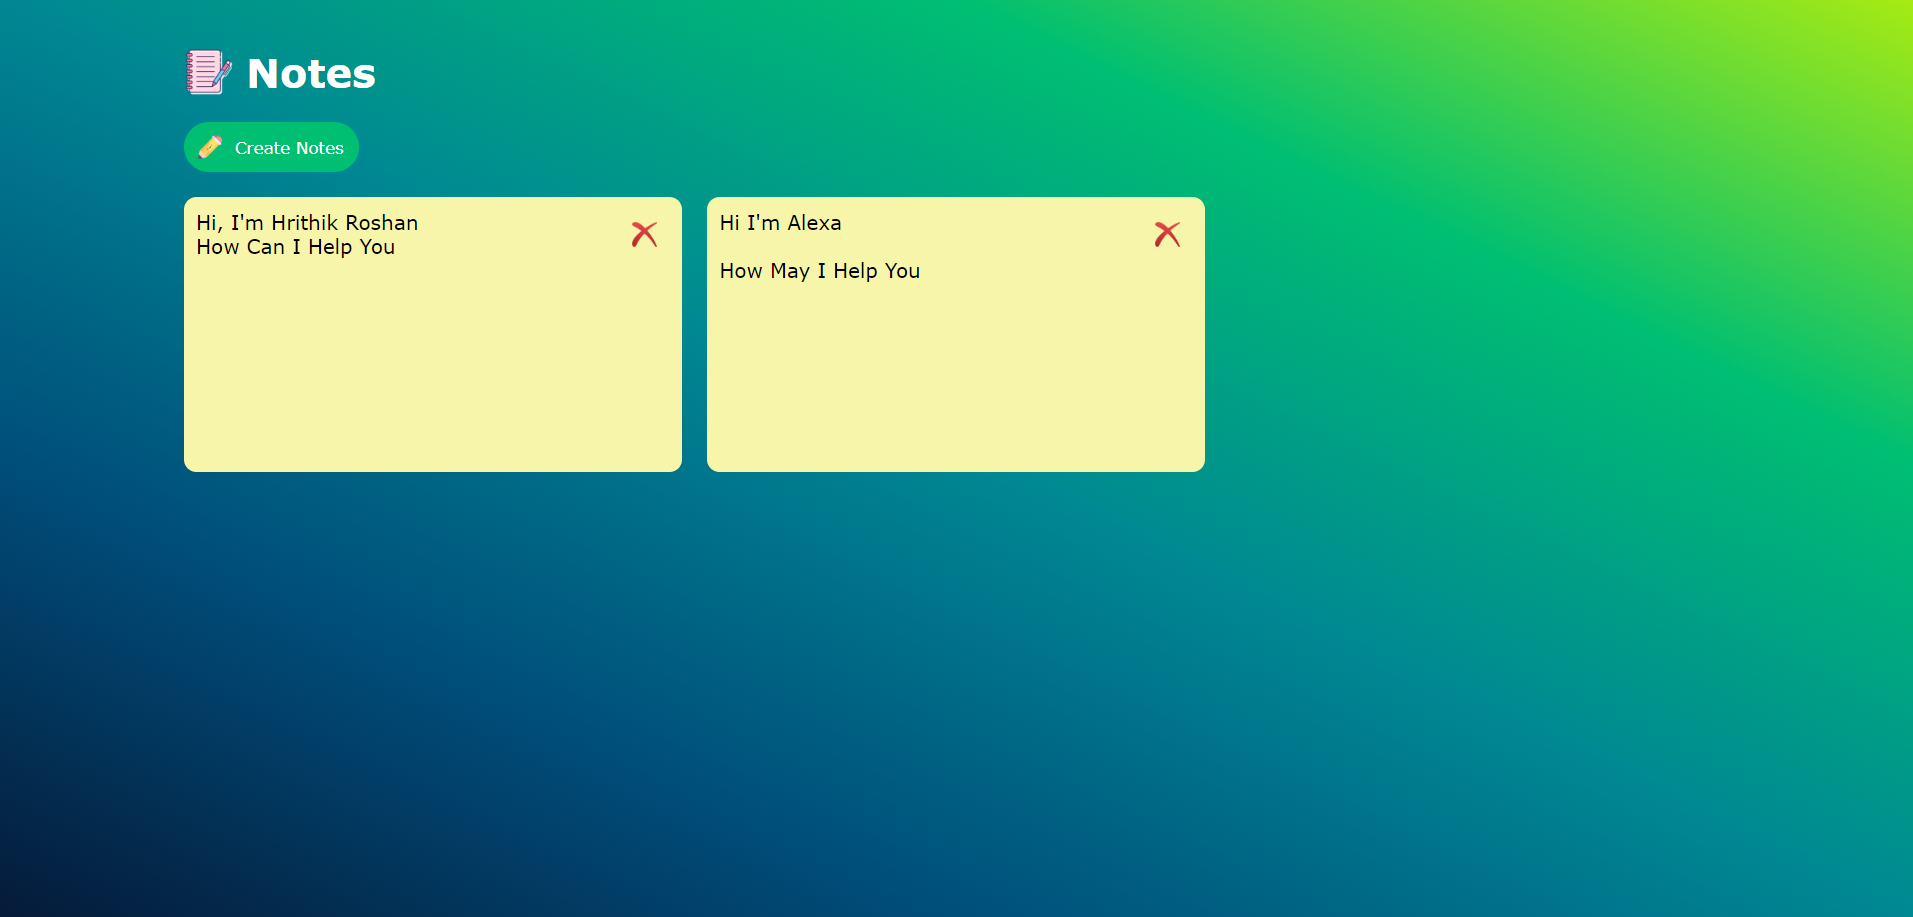 Notes
Create Notes
Hi, I'm Hrithik Roshan
How Can I Help You
Hi I'm Alexa
How May I Help You